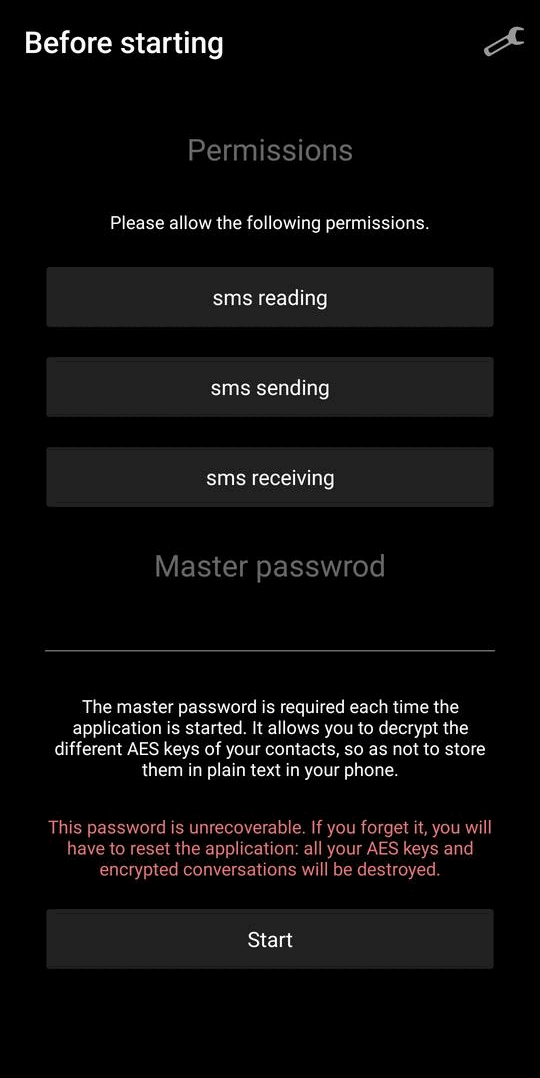 Before starting
Permissions
Please allow the following permissions.
sms reading
sms sending
sms receiving
Master passwrod
The master password is required each time the
application is started. It allows you to decrypt the
different AES keys of your contacts, so as not to store
them in plain text in your phone.
This password is unrecoverable. If you forget it, you will
have to reset the application: all your AES keys and
encrypted conversations will be destroyed.
Start